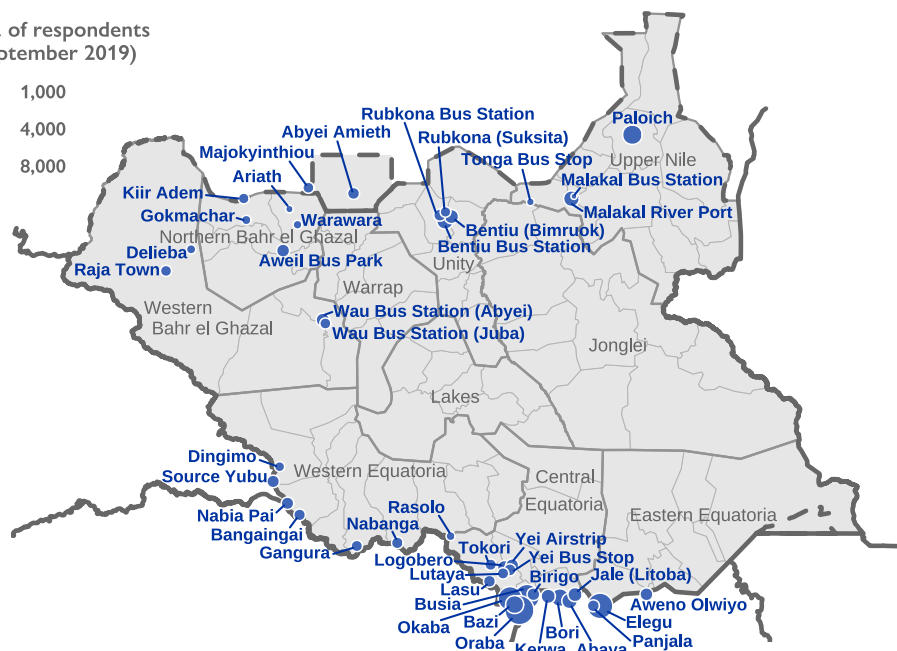 . of respondents
otember 2019)
1,000
4,000
8,000
Rubkona Bus Station
Rubkona (Suksita)
Abyei Amieth
Tonga Bus Stop
Paloich
Upper Nile
Majokyinthiou
Ariath
Malakal Bus Station
Kiir Adem
Malakal River Port
Gokmachar
Warawara
Bentiu (Bimruok)
Northern Bahr el Ghazal
Bentiu Bus Station
Delieba
Aweil Bus Park
Unity
Raja Town
Warrap
Western
Bahr el Ghazal
Wau Bus Station (Abyei)
Wau Bus Station (Juba)
Jonglei
Lakes
Dingimo
Source Yubu
Western Equatoria
Central
Equatoria
Eastern Equatoria
Nabia Pai
Bangaingai
Gangura
Nabanga
Rasolo
Yei Airstrip
Tokori
Yei Bus Stop
Logobero
Lutaya
Birigo
Jale (Litoba)
Lasu
Busia
Aweno Olwiyo
Okaba
Bazi
Elegu
Oraba
Bori
Panjala
Kerwa
Abaya